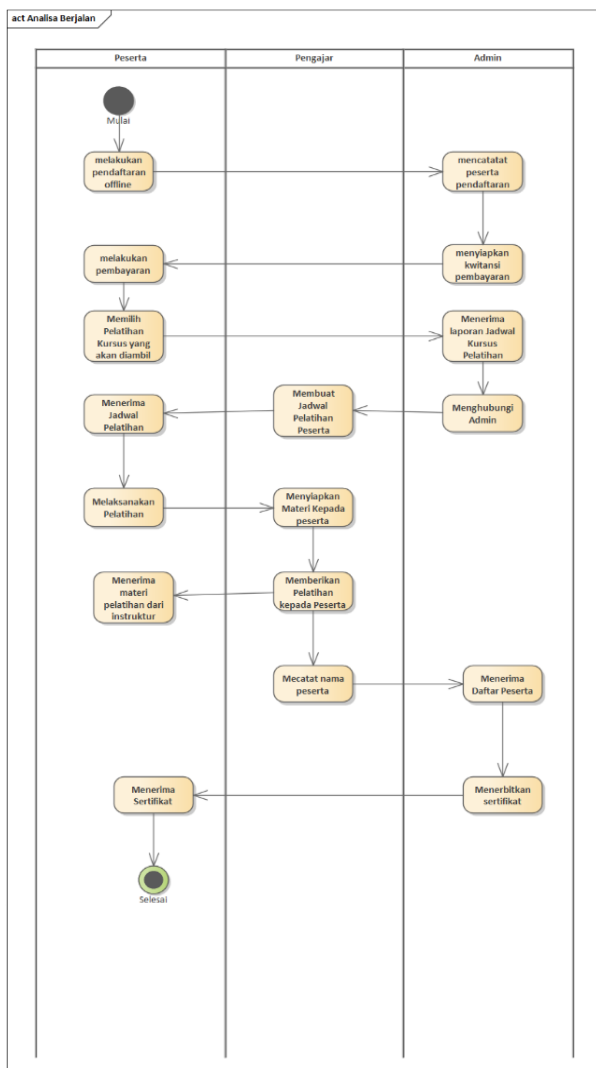 act Analisa Berjalan
Peserta
Pengajar
Admin
Mulai
melakukan
pendaftaran
offline
mencatatat
peserta
pendaftaran
melakukan
pembayaran
menyiapkan
kwitansi
pembayaran
Memilih
Pelatihan
Kursus yang
akan diambil
Menerima
laporan Jadwal
Kursus
Pelatihan
Menerima
Jadwal
Pelatihan
Membuat
Jadwal
Pelatihan
Peserta
Menghubungi
Admin
Melaksanakan
Pelatihan
Menyiapkan
Materi Kepada
peserta
Menerima
materi
pelatihan dari
instruktur
Memberikan
Pelatihan
kepada Peserta
Mecatat nama
peserta
Menerima
Daftar Peserta
Menerima
Sertifikat
Menerbitkan
sertifikat
Selesai